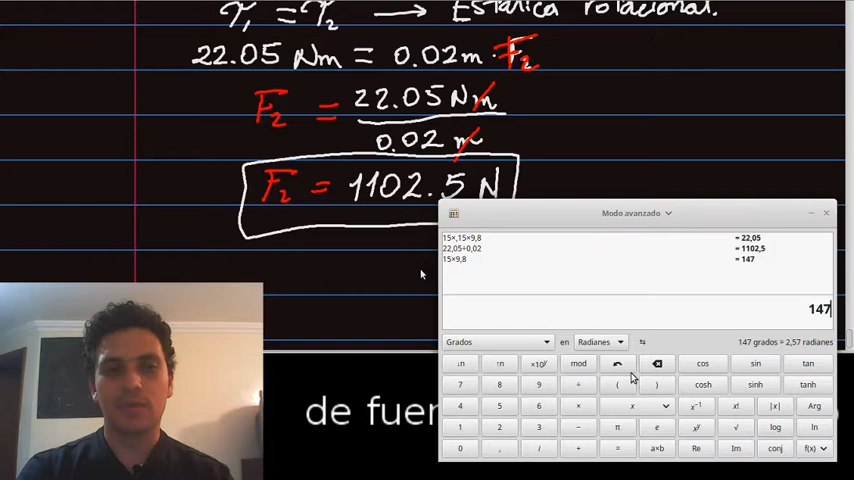 τ₁ = τ₂ → Estática rotacional.
22.05 Nm = 0.02m · F₂
F₂ = 22.05 Nm
0.02 m
F₂ = 1102.5 N
Modo avanzado
15×,15×9,8 = 22,05
22,05÷0,02 = 1102,5
15×9,8 = 147
147
Grados en Radianes 147 grados = 2,57 radianes
↓n ↑n ×10ʸ mod cos sin tan
7 8 9 ÷ ( ) cosh sinh tanh
4 5 6 × x x⁻¹ x! |x| Arg
1 2 3 − π e xʸ √ log ln
0 , / + = a×b Re Im conj f(x)
de